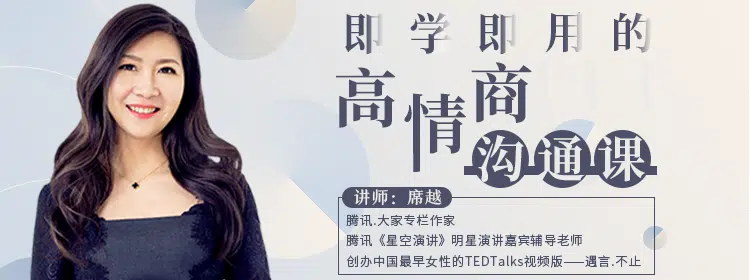 即学即用的
高情商
沟通课
讲师：席越
腾讯.大家专栏作家
腾讯《星空演讲》明星演讲嘉宾辅导老师
创办中国最早女性的TEDTalks视频版——遇言.不止